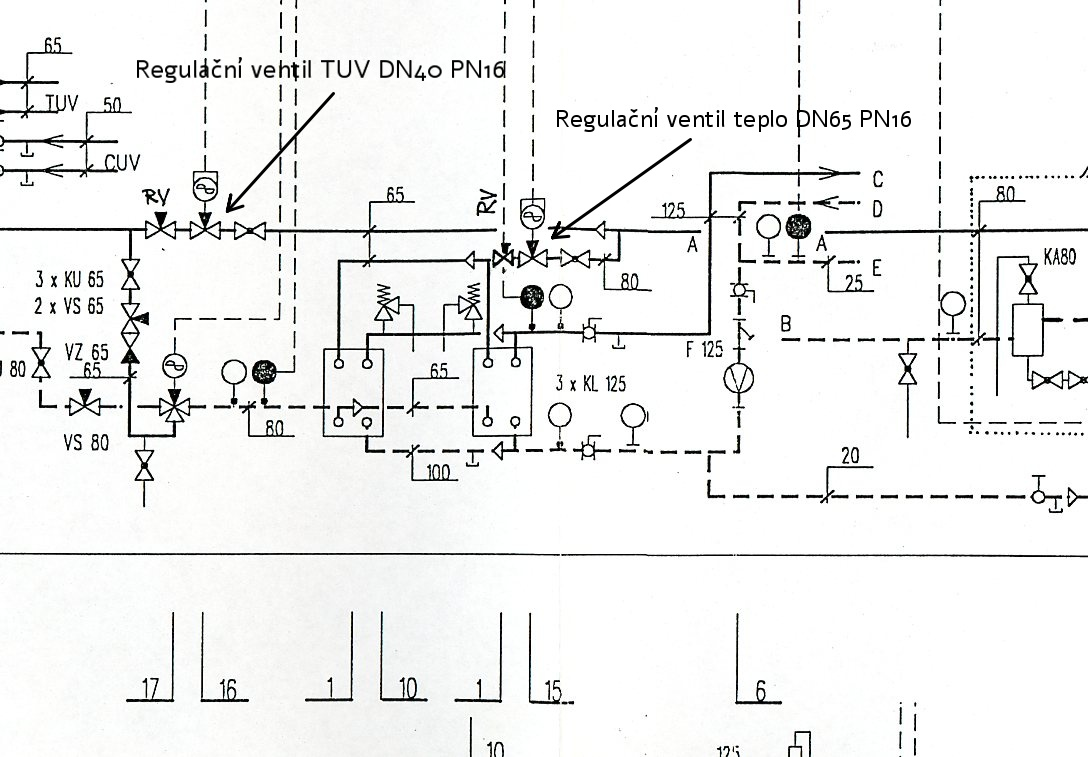 65
Regulační ventil TUV DN40 PN16
TUV
50
Regulační ventil teplo DN65 PN16
CUV
C
RV
65
RV
125
D
80
A
A
KA80
3 x KU 65
80
E
25
2 x VS 65
B
VZ 65
F 125
U 80
65
65
3 x KL 125
80
VS 80
20
100
17
16
1
10
1
15
6
10
125